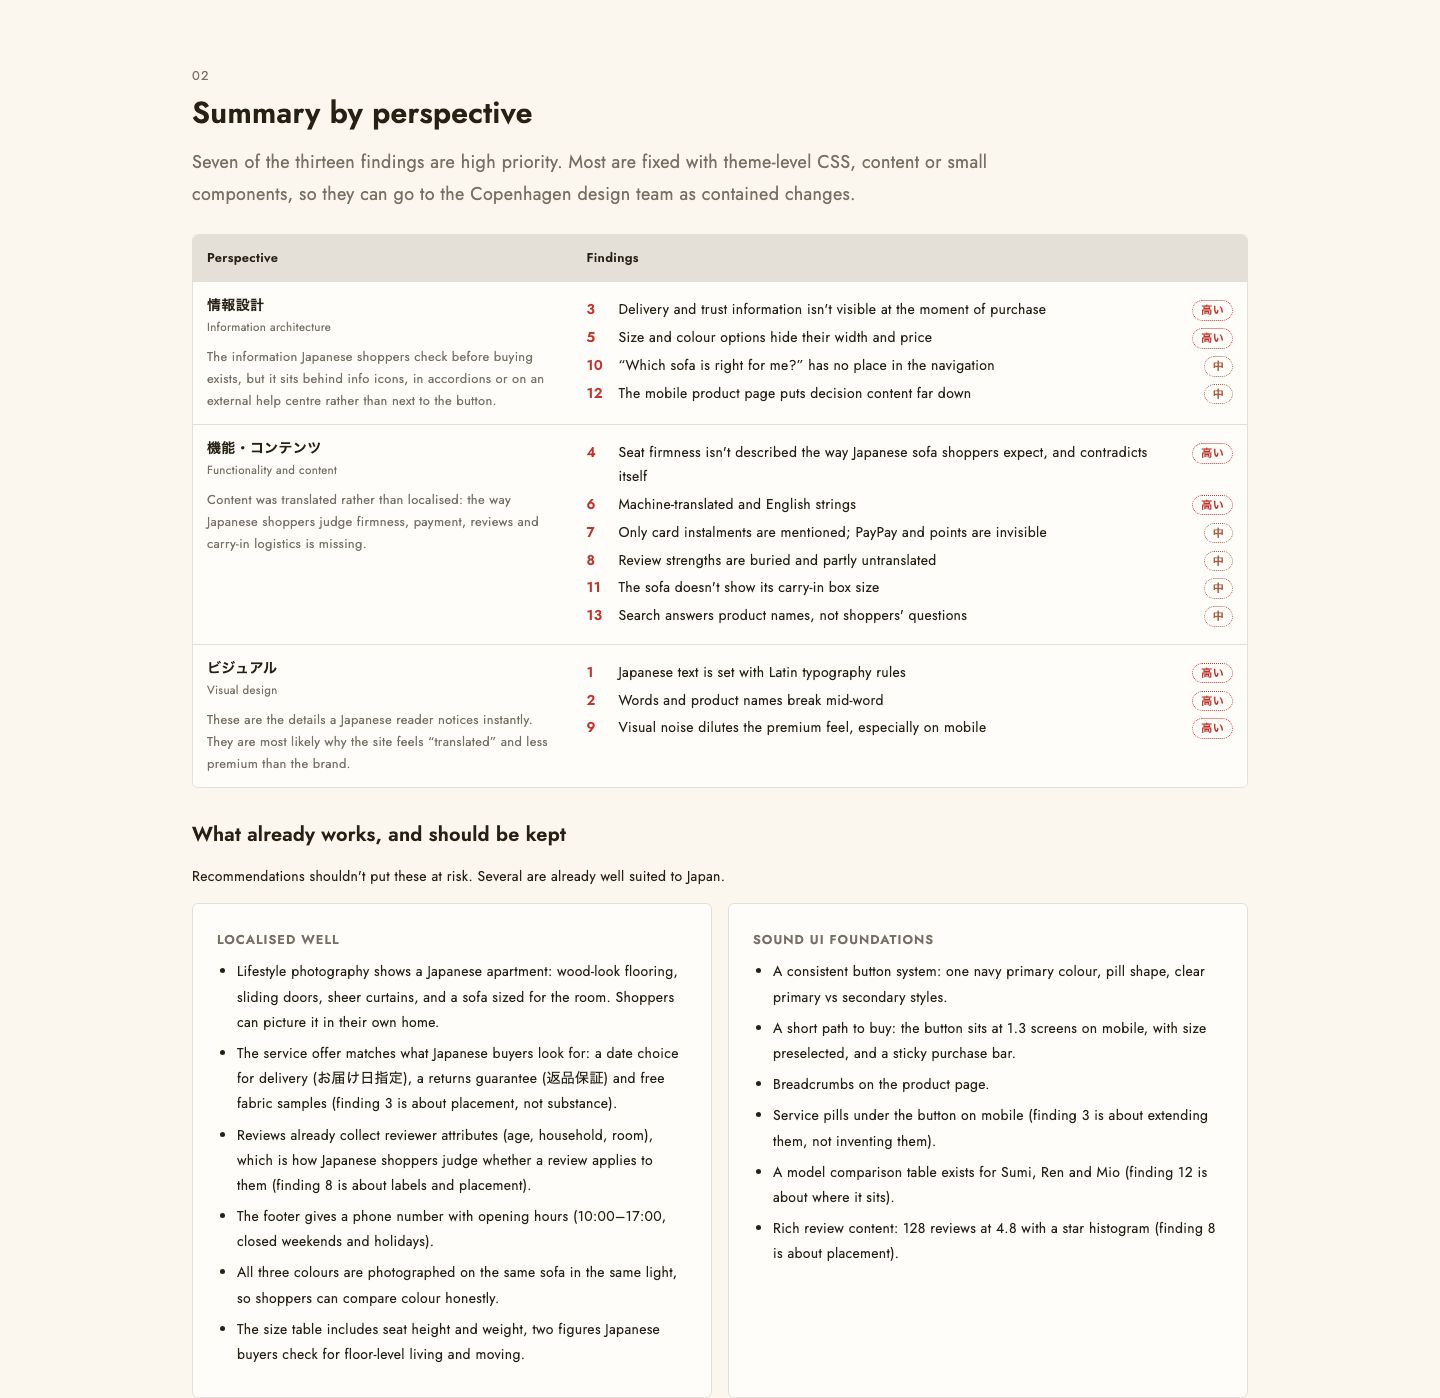 02
Summary by perspective
Seven of the thirteen findings are high priority. Most are fixed with theme-level CSS, content or small
components, so they can go to the Copenhagen design team as contained changes.
Perspective
Findings
情報設計
Information architecture
The information Japanese shoppers check before buying
exists, but it sits behind info icons, in accordions or on an
external help centre rather than next to the button.
3 Delivery and trust information isn't visible at the moment of purchase 高い
5 Size and colour options hide their width and price 高い
10 “Which sofa is right for me?” has no place in the navigation 中
12 The mobile product page puts decision content far down 中
機能・コンテンツ
Functionality and content
Content was translated rather than localised: the way
Japanese shoppers judge firmness, payment, reviews and
carry-in logistics is missing.
4 Seat firmness isn't described the way Japanese sofa shoppers expect, and contradicts 高い
itself
6 Machine-translated and English strings 高い
7 Only card instalments are mentioned; PayPay and points are invisible 中
8 Review strengths are buried and partly untranslated 中
11 The sofa doesn't show its carry-in box size 中
13 Search answers product names, not shoppers' questions 中
ビジュアル
Visual design
These are the details a Japanese reader notices instantly.
They are most likely why the site feels “translated” and less
premium than the brand.
1 Japanese text is set with Latin typography rules 高い
2 Words and product names break mid-word 高い
9 Visual noise dilutes the premium feel, especially on mobile 高い
What already works, and should be kept
Recommendations shouldn't put these at risk. Several are already well suited to Japan.
LOCALISED WELL
• Lifestyle photography shows a Japanese apartment: wood-look flooring,
sliding doors, sheer curtains, and a sofa sized for the room. Shoppers
can picture it in their own home.
• The service offer matches what Japanese buyers look for: a date choice
for delivery (お届け日指定), a returns guarantee (返品保証) and free
fabric samples (finding 3 is about placement, not substance).
• Reviews already collect reviewer attributes (age, household, room),
which is how Japanese shoppers judge whether a review applies to
them (finding 8 is about labels and placement).
• The footer gives a phone number with opening hours (10:00–17:00,
closed weekends and holidays).
• All three colours are photographed on the same sofa in the same light,
so shoppers can compare colour honestly.
• The size table includes seat height and weight, two figures Japanese
buyers check for floor-level living and moving.
SOUND UI FOUNDATIONS
• A consistent button system: one navy primary colour, pill shape, clear
primary vs secondary styles.
• A short path to buy: the button sits at 1.3 screens on mobile, with size
preselected, and a sticky purchase bar.
• Breadcrumbs on the product page.
• Service pills under the button on mobile (finding 3 is about extending
them, not inventing them).
• A model comparison table exists for Sumi, Ren and Mio (finding 12 is
about where it sits).
• Rich review content: 128 reviews at 4.8 with a star histogram (finding 8
is about placement).